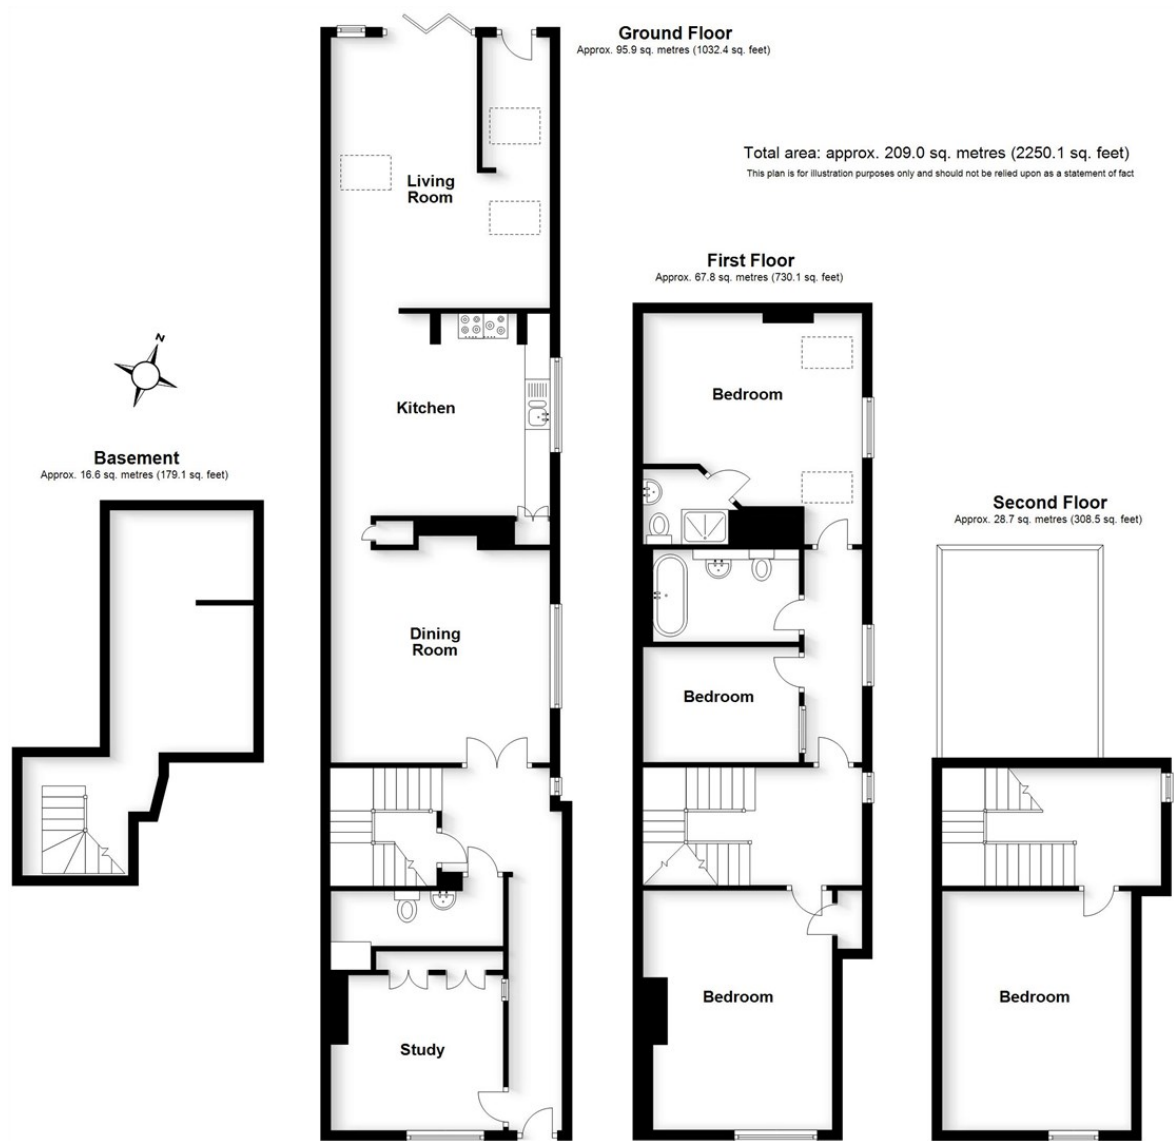 Ground Floor
Approx. 95.9 sq. metres (1032.4 sq. feet)
Total area: approx. 209.0 sq. metres (2250.1 sq. feet)
This plan is for illustration purposes only and should not be relied upon as a statement of fact
Living
Room
Kitchen
Dining
Room
Study
First Floor
Approx. 67.8 sq. metres (730.1 sq. feet)
Bedroom
Bedroom
Bedroom
N
Basement
Approx. 16.6 sq. metres (179.1 sq. feet)
Second Floor
Approx. 28.7 sq. metres (308.5 sq. feet)
Bedroom